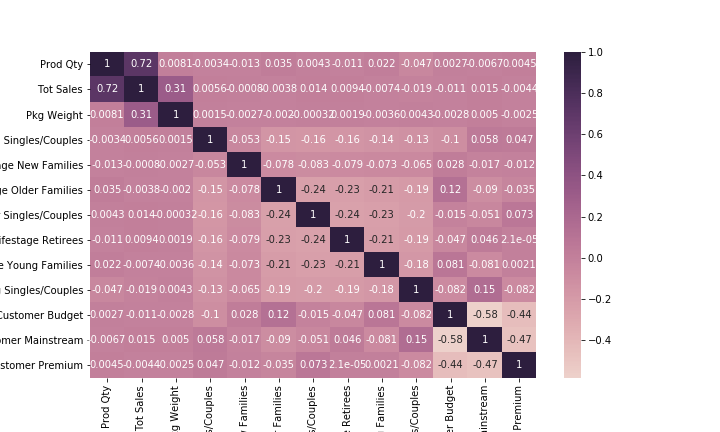 Prod Qty 1 0.72 0.0081 -0.0034 -0.013 0.035 0.0043 -0.011 0.022 -0.047 0.0027 -0.0067 0.0045
Tot Sales 0.72 1 0.31 0.0056 -0.0008 -0.0038 0.014 0.0094 -0.0074 -0.019 -0.011 0.015 -0.0044
Pkg Weight 0.0081 0.31 1 0.0015 -0.0027 -0.002 -0.00032 0.0019 -0.0036 0.0043 -0.0028 0.005 -0.0025
Singles/Couples -0.0034 0.0056 0.0015 1 -0.053 -0.15 -0.16 -0.16 -0.14 -0.13 -0.1 0.058 0.047
age New Families -0.013 -0.0008 -0.0027 -0.053 1 -0.078 -0.083 -0.079 -0.073 -0.065 0.028 -0.017 -0.012
ge Older Families 0.035 -0.0038 -0.002 -0.15 -0.078 1 -0.24 -0.23 -0.21 -0.19 0.12 -0.09 -0.035
Singles/Couples 0.0043 0.014 -0.00032 -0.16 -0.083 -0.24 1 -0.24 -0.23 -0.2 -0.015 -0.051 0.073
ifestage Retirees -0.011 0.0094 0.0019 -0.16 -0.079 -0.23 -0.24 1 -0.21 -0.19 -0.047 0.046 2.1e-05
e Young Families 0.022 -0.0074 -0.0036 -0.14 -0.073 -0.21 -0.23 -0.21 1 -0.18 0.081 -0.081 0.0021
g Singles/Couples -0.047 -0.019 0.0043 -0.13 -0.065 -0.19 -0.2 -0.19 -0.18 1 -0.082 0.15 -0.082
Customer Budget 0.0027 -0.011 -0.0028 -0.1 0.028 0.12 -0.015 -0.047 0.081 -0.082 1 -0.58 -0.44
omer Mainstream -0.0067 0.015 0.005 0.058 -0.017 -0.09 -0.051 0.046 -0.081 0.15 -0.58 1 -0.47
stomer Premium 0.0045 -0.0044 -0.0025 0.047 -0.012 -0.035 0.073 2.1e-05 0.0021 -0.082 -0.44 -0.47 1
Prod Qty
Tot Sales
g Weight
s/Couples
w Families
r Families
s/Couples
e Retirees
g Families
s/Couples
er Budget
ainstream
Premium
1.0
0.8
0.6
0.4
0.2
0.0
−0.2
−0.4